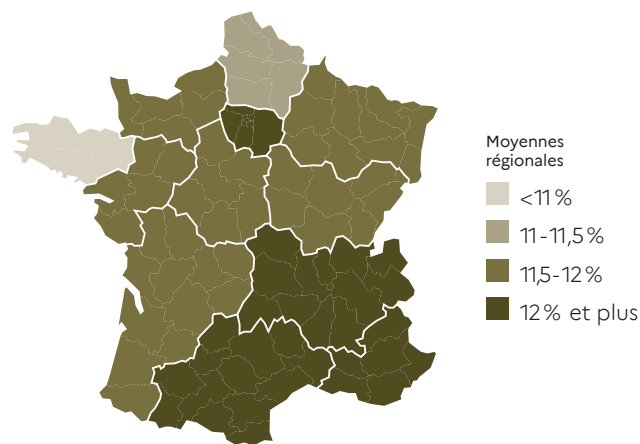 Moyennes
régionales
<11 %
11-11,5 %
11,5-12 %
12 % et plus